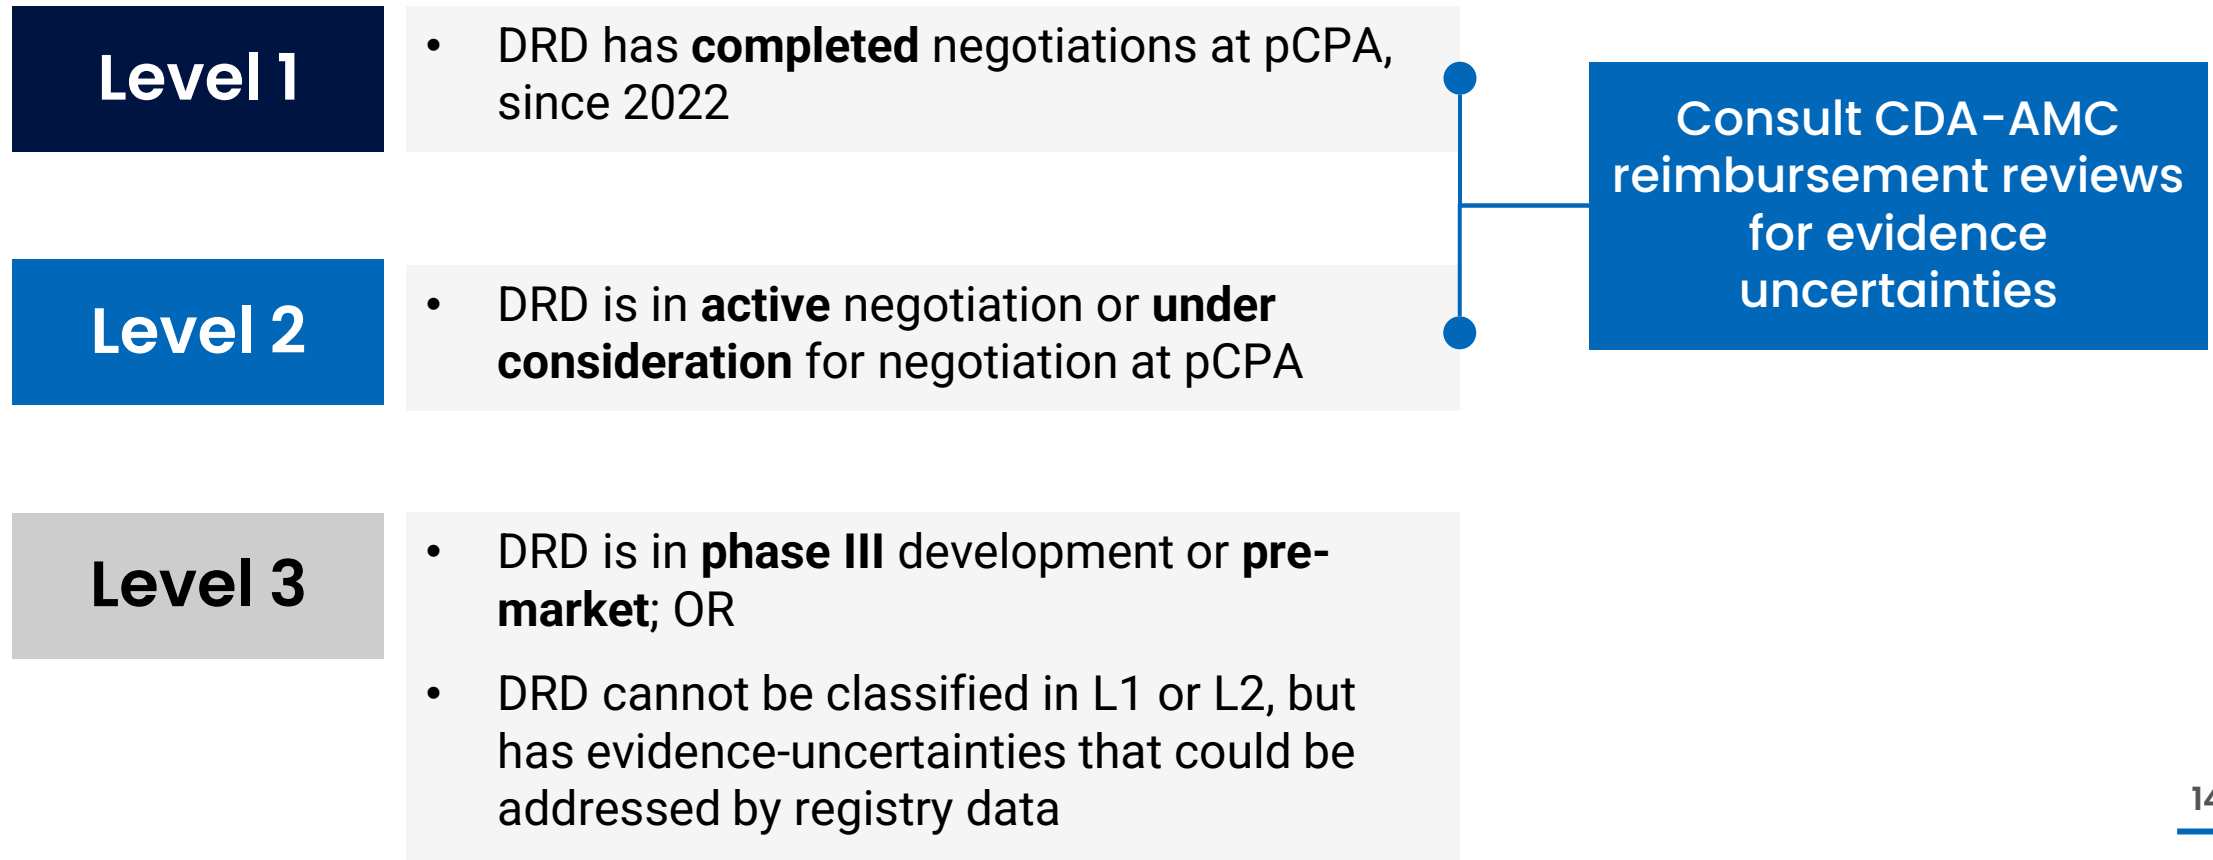 Level 1
• DRD has completed negotiations at pCPA,
since 2022
Consult CDA-AMC
reimbursement reviews
for evidence
uncertainties
Level 2
• DRD is in active negotiation or under
consideration for negotiation at pCPA
Level 3
• DRD is in phase III development or pre-
market; OR
• DRD cannot be classified in L1 or L2, but
has evidence-uncertainties that could be
addressed by registry data
14